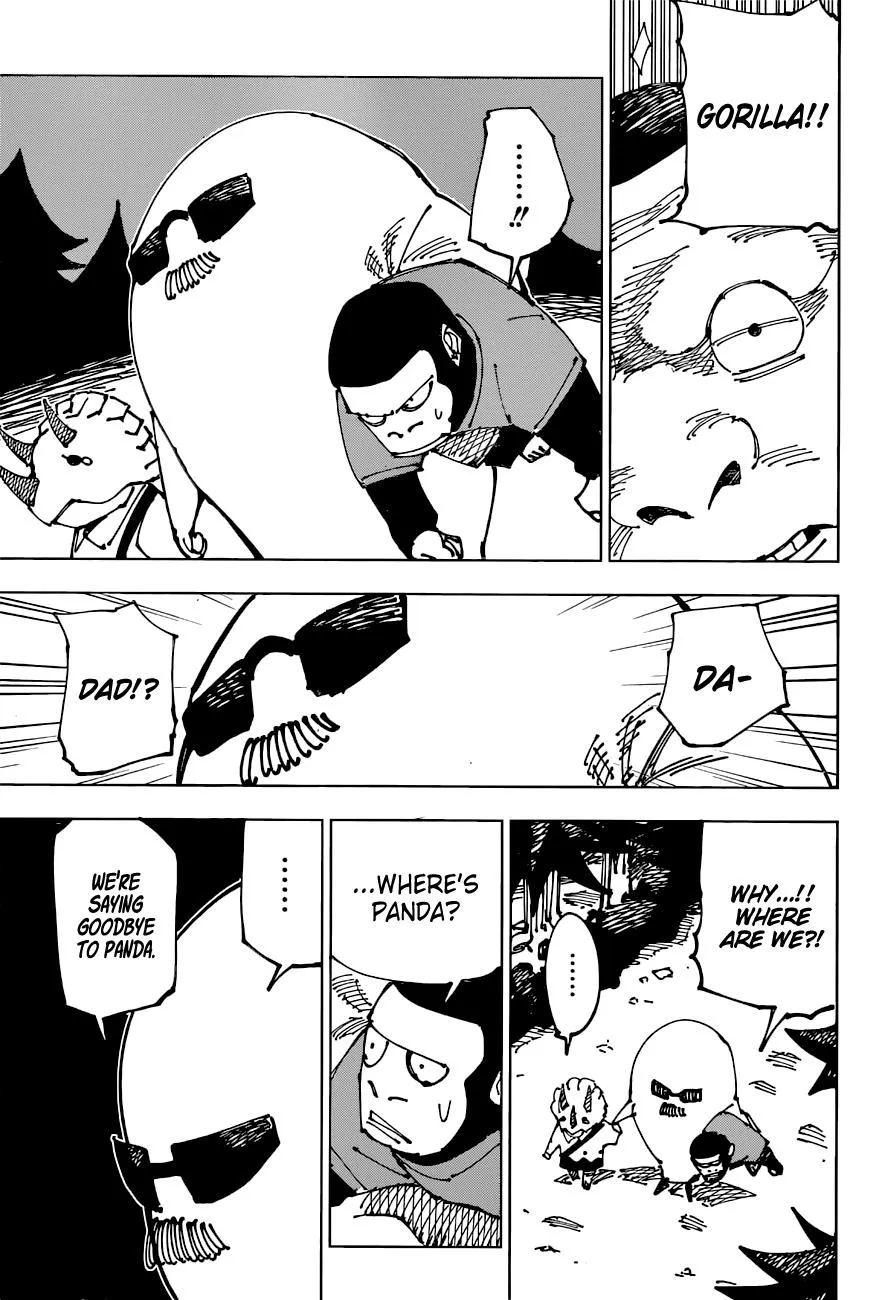 GORILLA!!
......!!
DA-
DAD!?
WHY...!!
WHERE
ARE WE?!
......
...WHERE'S
PANDA?
......
WE'RE
SAYING
GOODBYE
TO PANDA.